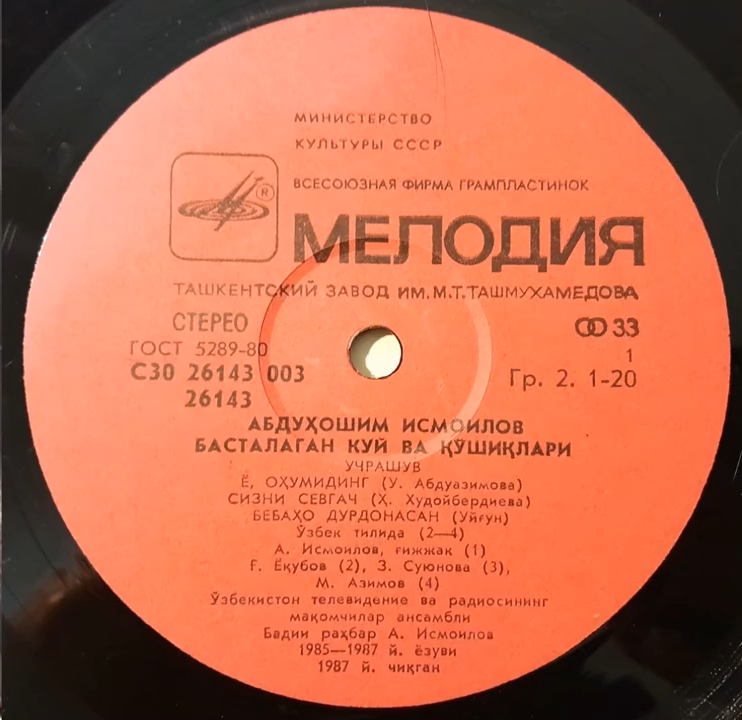 МИНИСТЕРСТВО
КУЛЬТУРЫ СССР
®
ВСЕСОЮЗНАЯ ФИРМА ГРАМПЛАСТИНОК
МЕЛОДИЯ
ТАШКЕНТСКИЙ ЗАВОД ИМ. М.Т. ТАШМУХАМЕДОВА
СТЕРЕО
33
ГОСТ 5289-80
1
С30 26143 003
Гр. 2. 1-20
26143
АБДУҲОШИМ ИСМОИЛОВ
БАСТАЛАГАН КУЙ ВА ҚУШИҚЛАРИ
УЧРАШУВ
Ё, ОҲУМИДИНГ (У. Абдуазимова)
СИЗНИ СЕВГАЧ (Ҳ. Худойбердиева)
БЕБАҲО ДУРДОНАСАН (Уйғун)
Ўзбек тилида (2—4)
А. Исмоилов, ғижжак (1)
Ғ. Ёқубов (2), З. Суюнова (3),
М. Азимов (4)
Ўзбекистон телевидение ва радиосининг
мақомчилар ансамбли
Бадии раҳбар А. Исмоилов
1985—1987 й. ёзуви
1987 й. чиқган